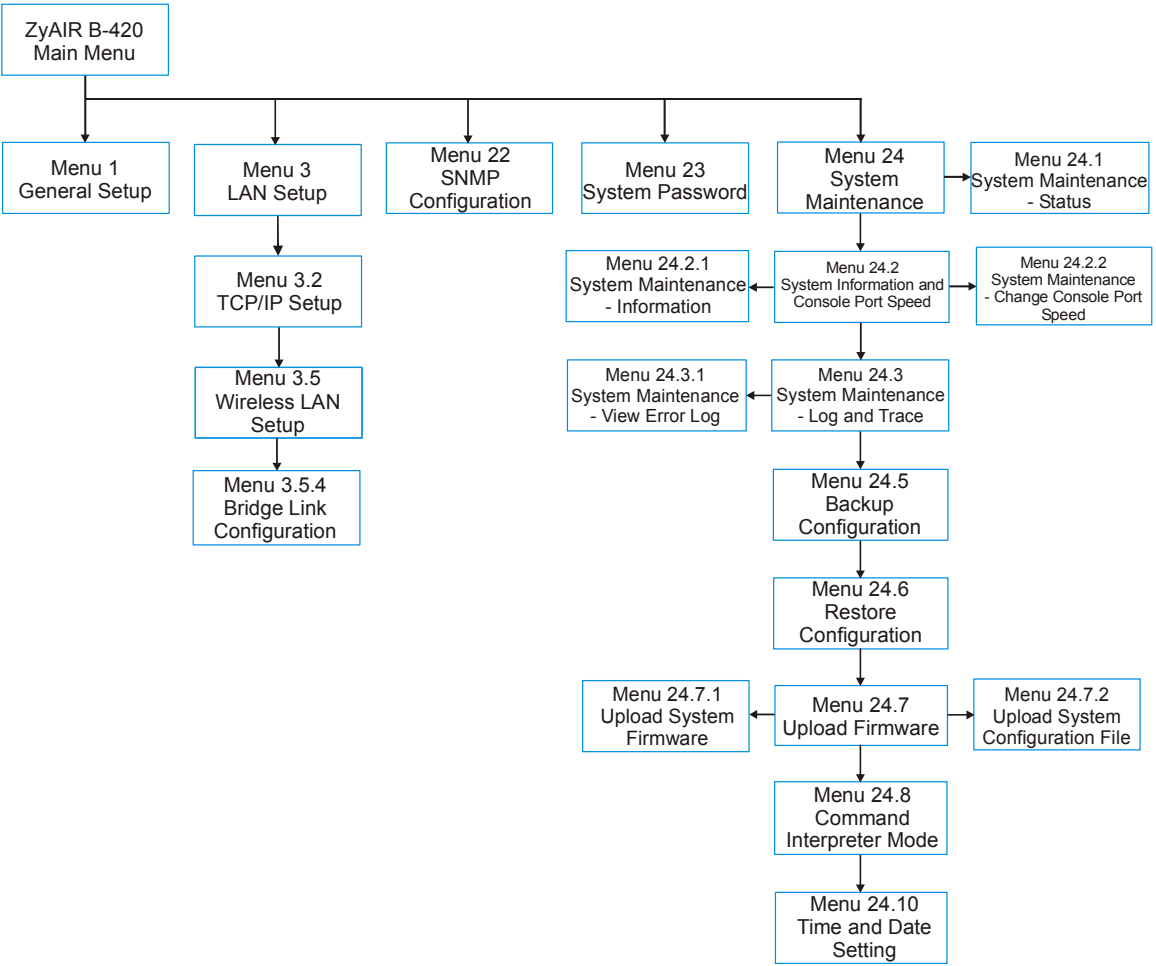 ZyAIR B-420
Main Menu
Menu 1
General Setup
Menu 3
LAN Setup
Menu 22
SNMP
Configuration
Menu 23
System Password
Menu 24
System
Maintenance
Menu 24.1
System Maintenance
- Status
Menu 3.2
TCP/IP Setup
Menu 24.2.1
System Maintenance
- Information
Menu 24.2
System Information and
Console Port Speed
Menu 24.2.2
System Maintenance
- Change Console Port
Speed
Menu 3.5
Wireless LAN
Setup
Menu 24.3.1
System Maintenance
- View Error Log
Menu 24.3
System Maintenance
- Log and Trace
Menu 3.5.4
Bridge Link
Configuration
Menu 24.5
Backup
Configuration
Menu 24.6
Restore
Configuration
Menu 24.7.1
Upload System
Firmware
Menu 24.7
Upload Firmware
Menu 24.7.2
Upload System
Configuration File
Menu 24.8
Command
Interpreter Mode
Menu 24.10
Time and Date
Setting